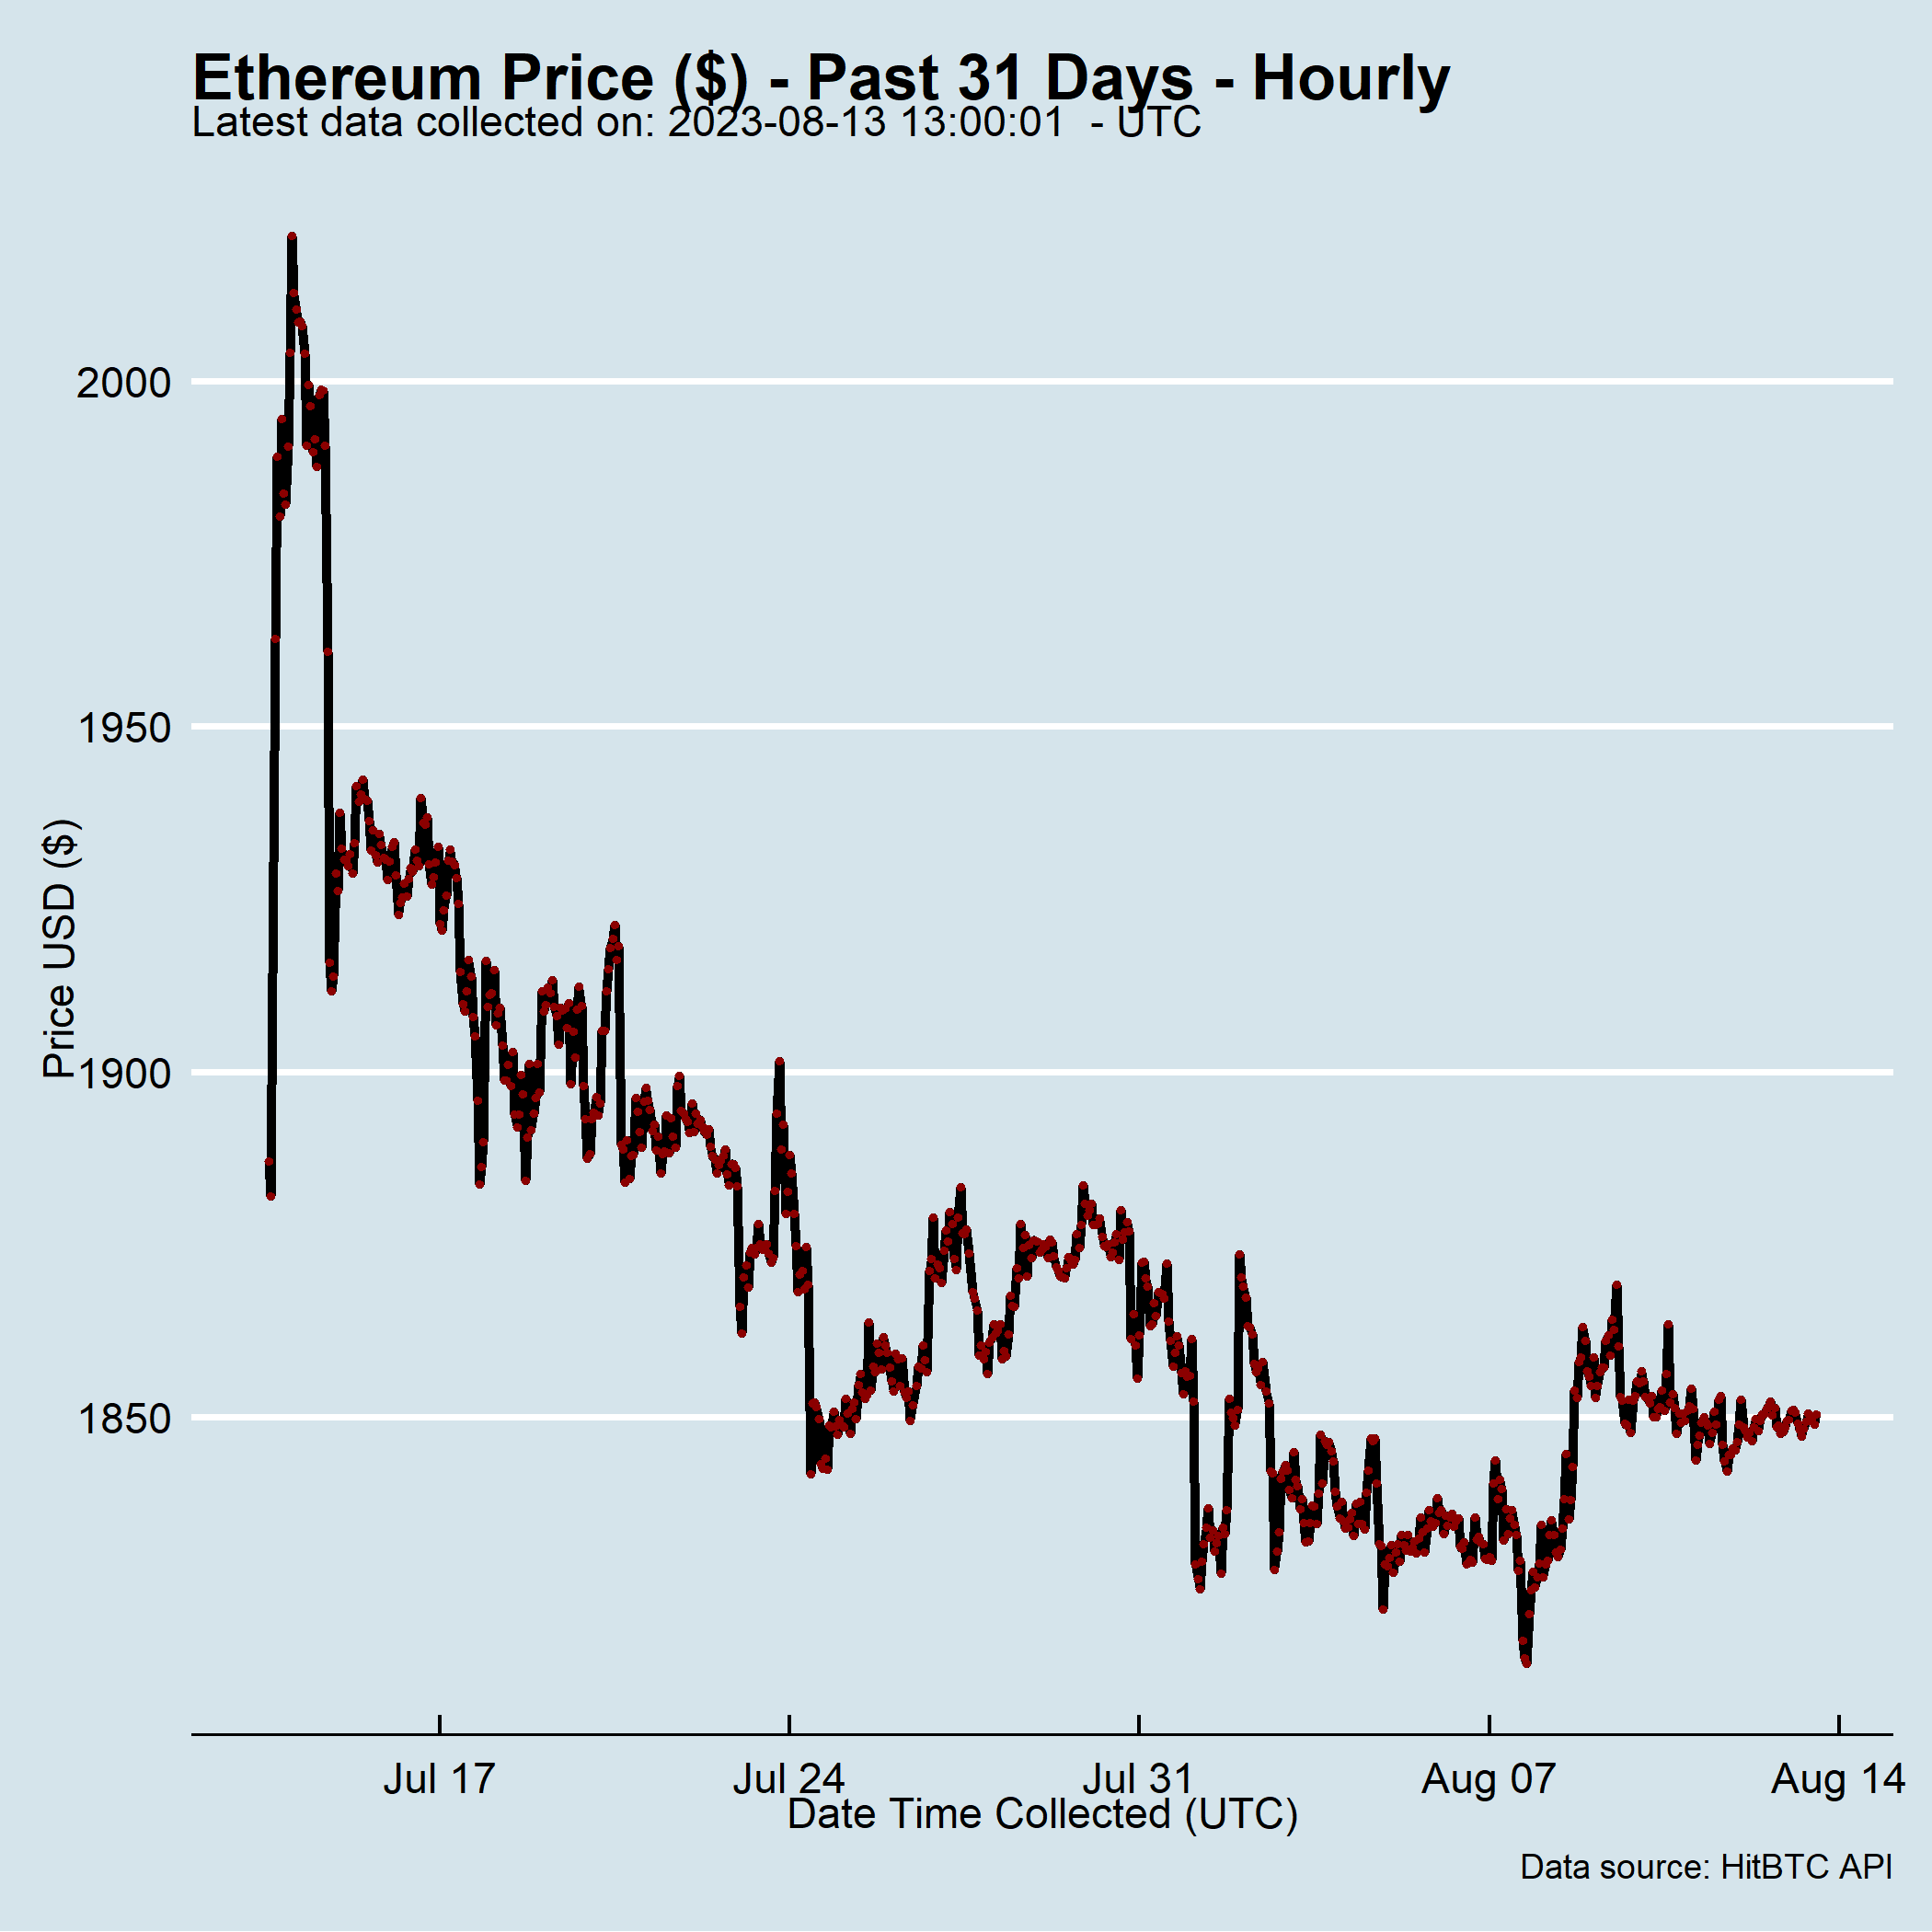 Ethereum Price ($) - Past 31 Days - Hourly
Latest data collected on: 2023-08-13 13:00:01  - UTC
Price USD ($)
2000
1950
1900
1850
Jul 17
Jul 24
Jul 31
Aug 07
Aug 14
Date Time Collected (UTC)
Data source: HitBTC API